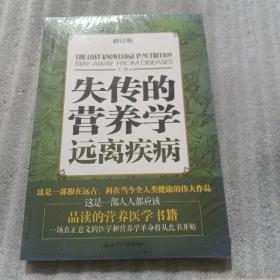 修订版
THE LOST KNOWLEDGE IN NUTRITION
STAY AWAY FROM DISEASES
失传的
营养学
远离疾病
这是一部根在远古、利在当今全人类健康的伟大作品
这是一部人人都应该
品读的营养医学书籍
一场真正意义的医学和营养学革命将从此书开始